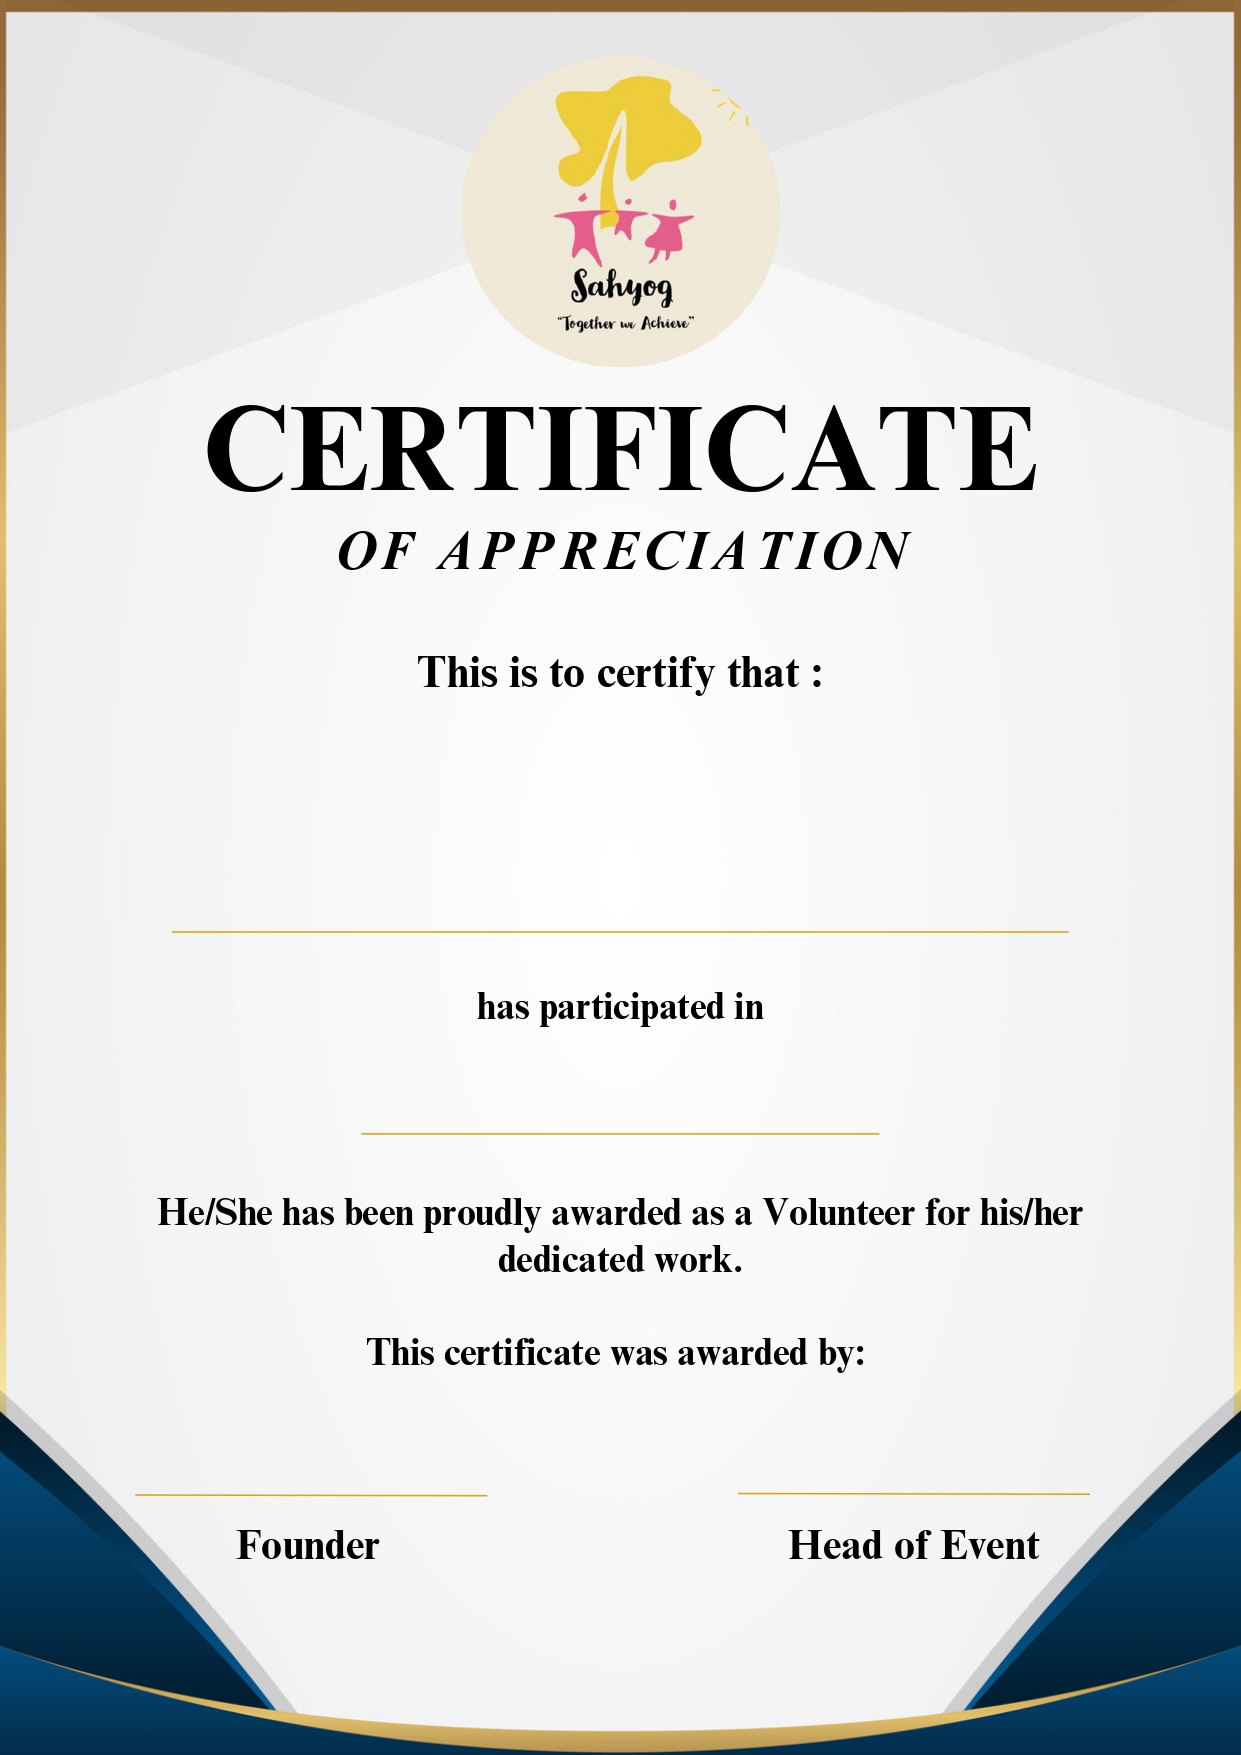 Sahyog
"Together we Achieve"
CERTIFICATE
OF APPRECIATION
This is to certify that :
has participated in
He/She has been proudly awarded as a Volunteer for his/her
dedicated work.
This certificate was awarded by:
Founder
Head of Event